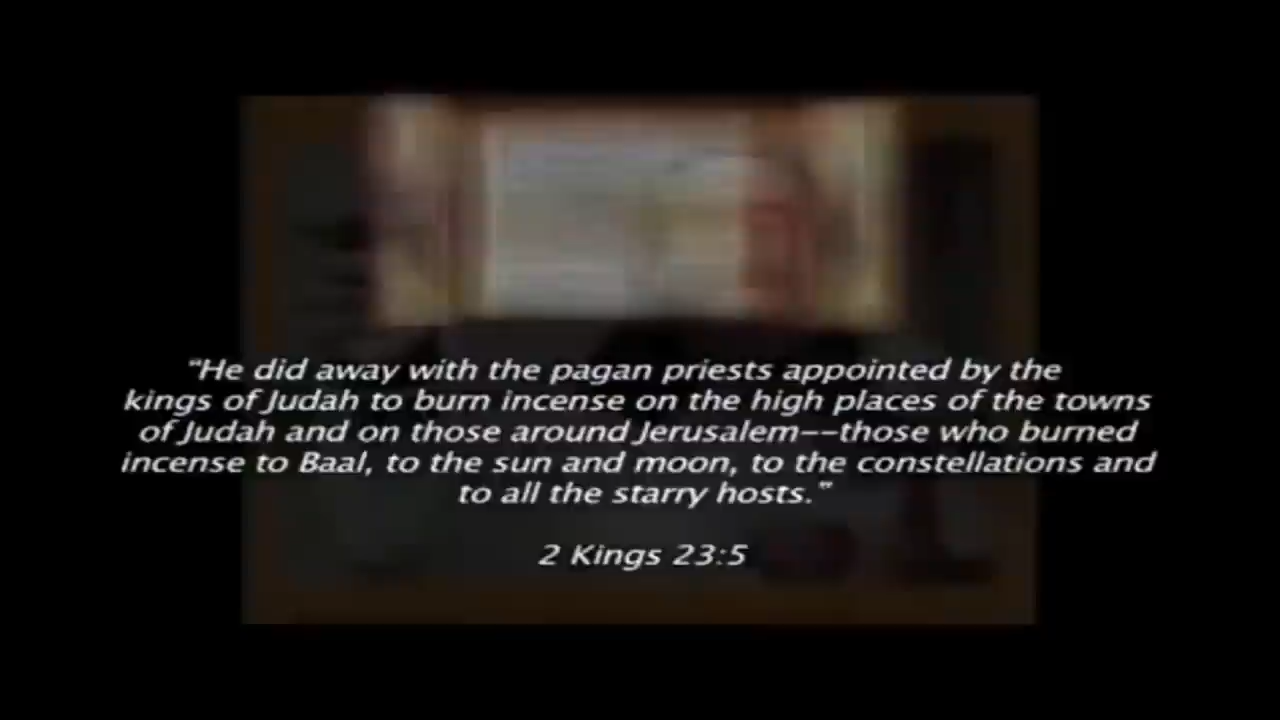 "He did away with the pagan priests appointed by the
kings of Judah to burn incense on the high places of the towns
of Judah and on those around Jerusalem--those who burned
incense to Baal, to the sun and moon, to the constellations and
to all the starry hosts."
2 Kings 23:5